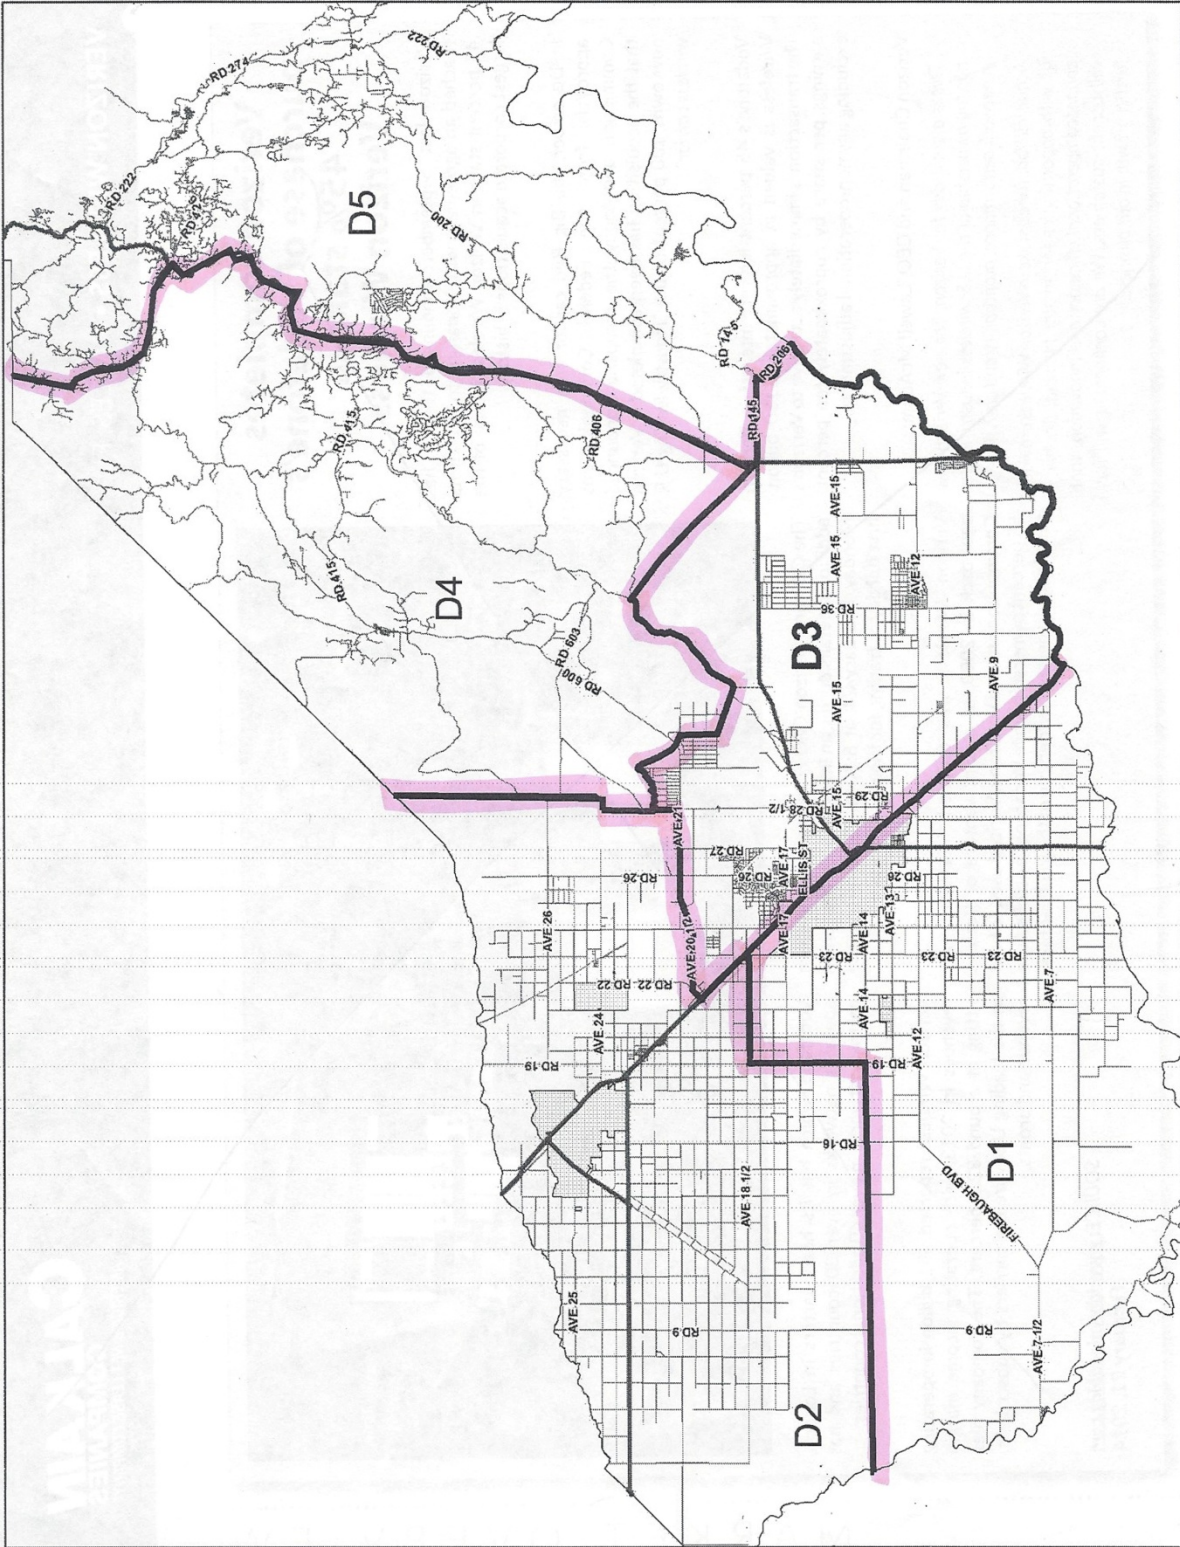 RD 222
RD 274
RD 222
RD 426
D5
RD 200
RD 415
RD 406
RD 14 5
RD 206
RD 145
RD 415
D4
AVE 15
AVE 15
AVE 12
RD 36
RD 603
RD 600
D3
AVE 9
AVE 15
RD 29
AVE 15
RD 28 1/2
AVE 21
RD 27
AVE 17
ELLIS ST
RD 26
RD 26
RD 28
AVE 26
AVE 20 1/2
AVE 17
AVE 14
AVE 13
RD 23
RD 23
RD 23
RD 22
RD 22
AVE 7
AVE 14
AVE 24
AVE 12
RD 19
RD 19
RD 16
AVE 18 1/2
D1
FIREBAUGH BVD
AVE 25
RD 9
RD 9
AVE 7 1/2
D2